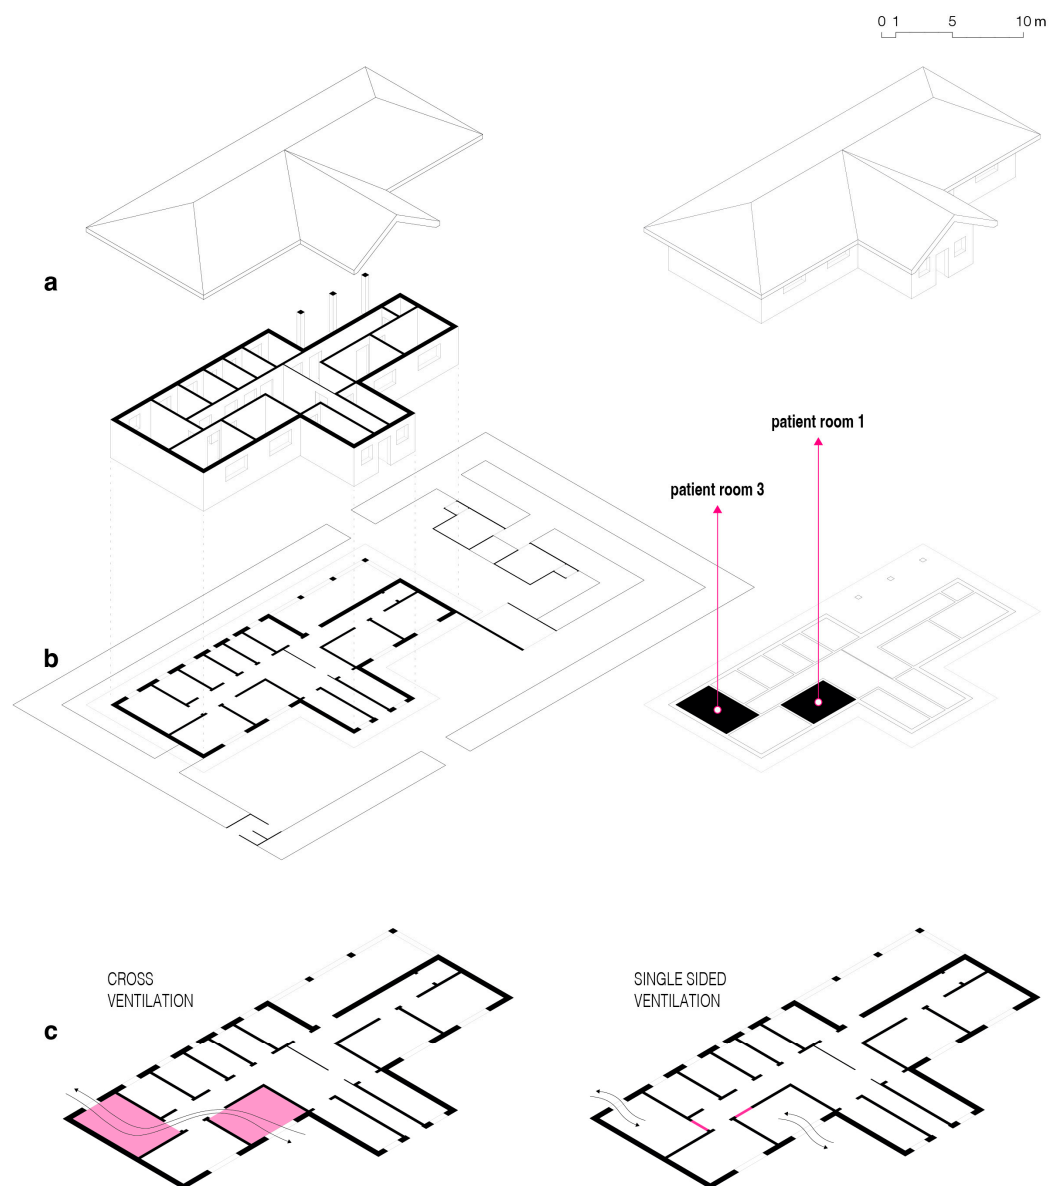 0 1 5 10 m
a
patient room 1
patient room 3
b
CROSS
VENTILATION
SINGLE SIDED
VENTILATION
c